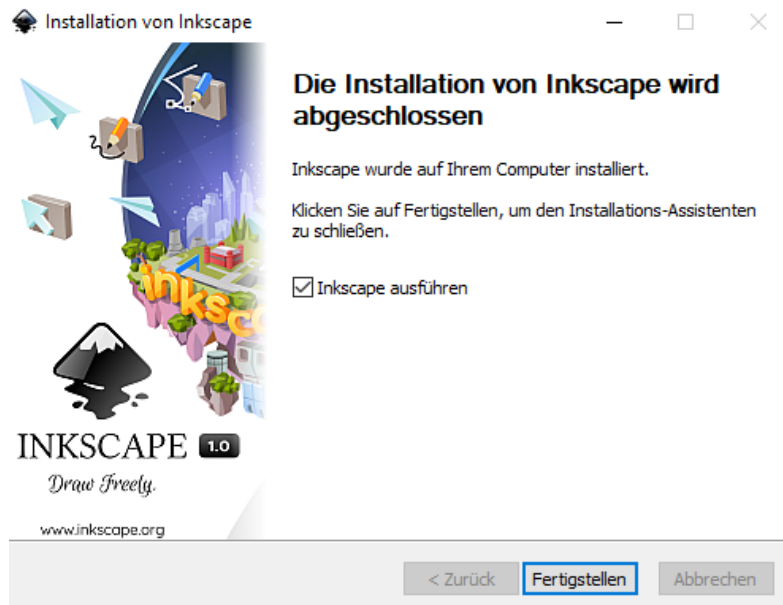 Installation von Inkscape
Die Installation von Inkscape wird
abgeschlossen
Inkscape wurde auf Ihrem Computer installiert.
Klicken Sie auf Fertigstellen, um den Installations-Assistenten
zu schließen.
Inkscape ausführen
inksc
INKSCAPE 1.0
Draw Freely.
www.inkscape.org
< Zurück
Fertigstellen
Abbrechen